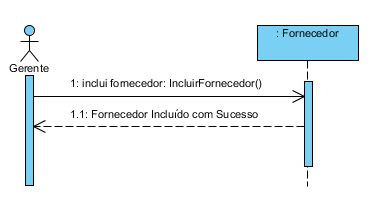 : Fornecedor
Gerente
1: inclui fornecedor: IncluirFornecedor()
1.1: Fornecedor Incluído com Sucesso